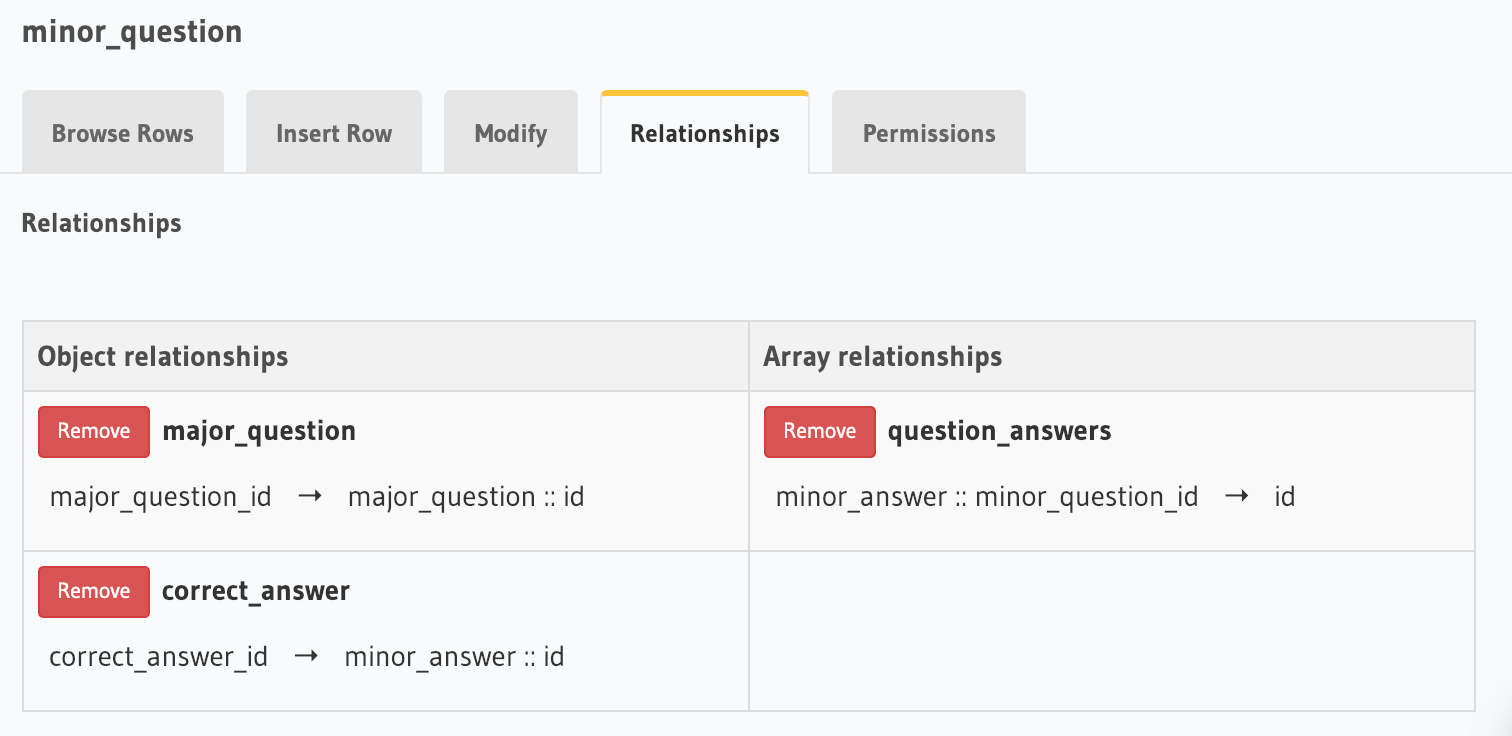 minor_question
Browse Rows Insert Row Modify Relationships Permissions
Relationships
Object relationships Array relationships
Remove major_question Remove question_answers
major_question_id → major_question :: id minor_answer :: minor_question_id → id
Remove correct_answer
correct_answer_id → minor_answer :: id